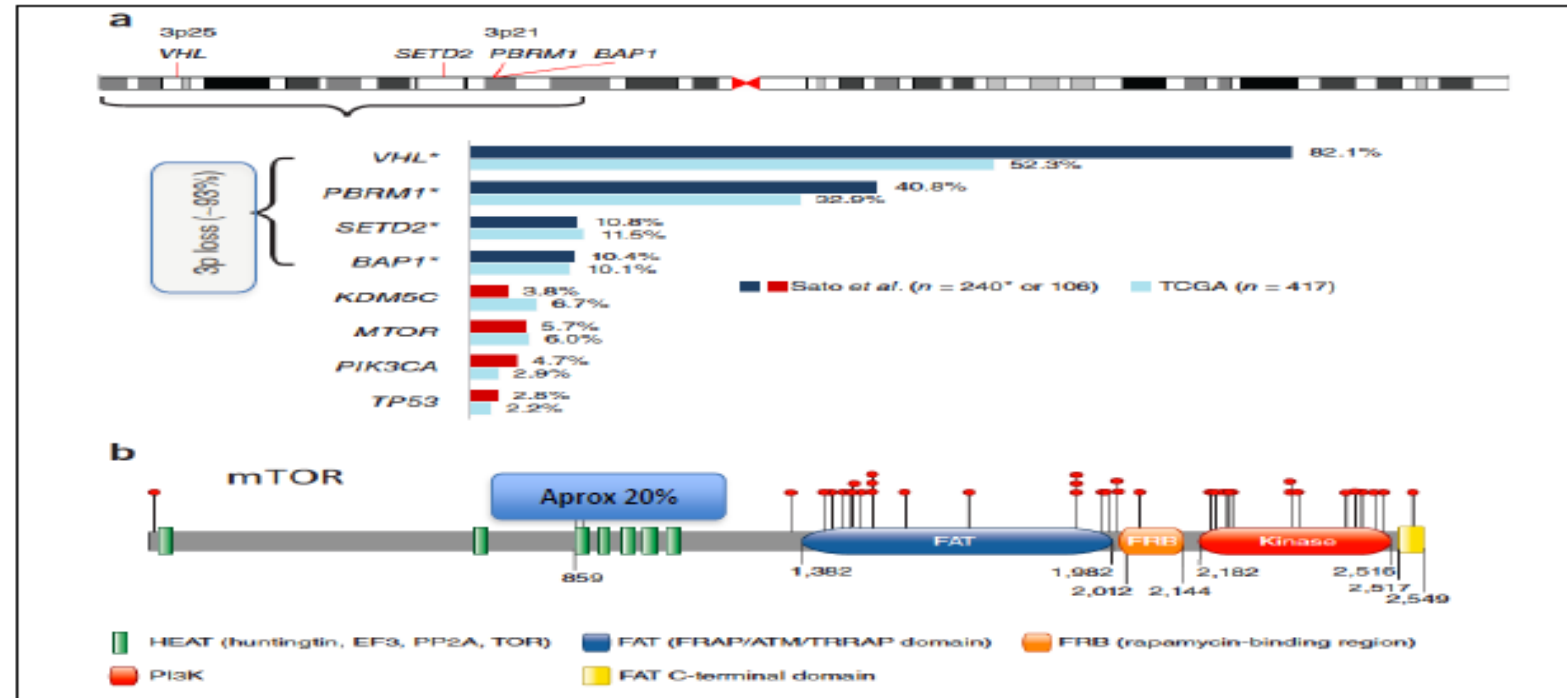 a
3p25 3p21
VHL SETD2 PBRM1 BAP1
3p loss (~93%)
VHL* 82.1%
52.3%
PBRM1* 40.8%
32.9%
SETD2* 10.8%
11.5%
BAP1* 10.4%
10.1%
Sato et al. (n = 240* or 106) TCGA (n = 417)
KDM5C 3.8%
6.7%
MTOR 5.7%
6.0%
PIK3CA 4.7%
2.9%
TP53 2.8%
2.2%
b
mTOR
Aprox 20%
FAT FRB Kinase
859 1,382 1,982 2,182 2,516
2,012 2,144 2,517
2,549
HEAT (huntingtin, EF3, PP2A, TOR) FAT (FRAP/ATM/TRRAP domain) FRB (rapamycin-binding region)
PI3K FAT C-terminal domain